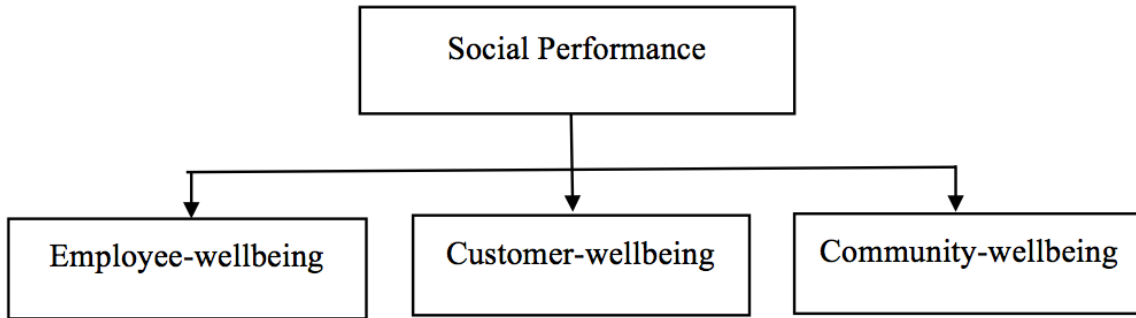 Social Performance
Employee-wellbeing
Customer-wellbeing
Community-wellbeing